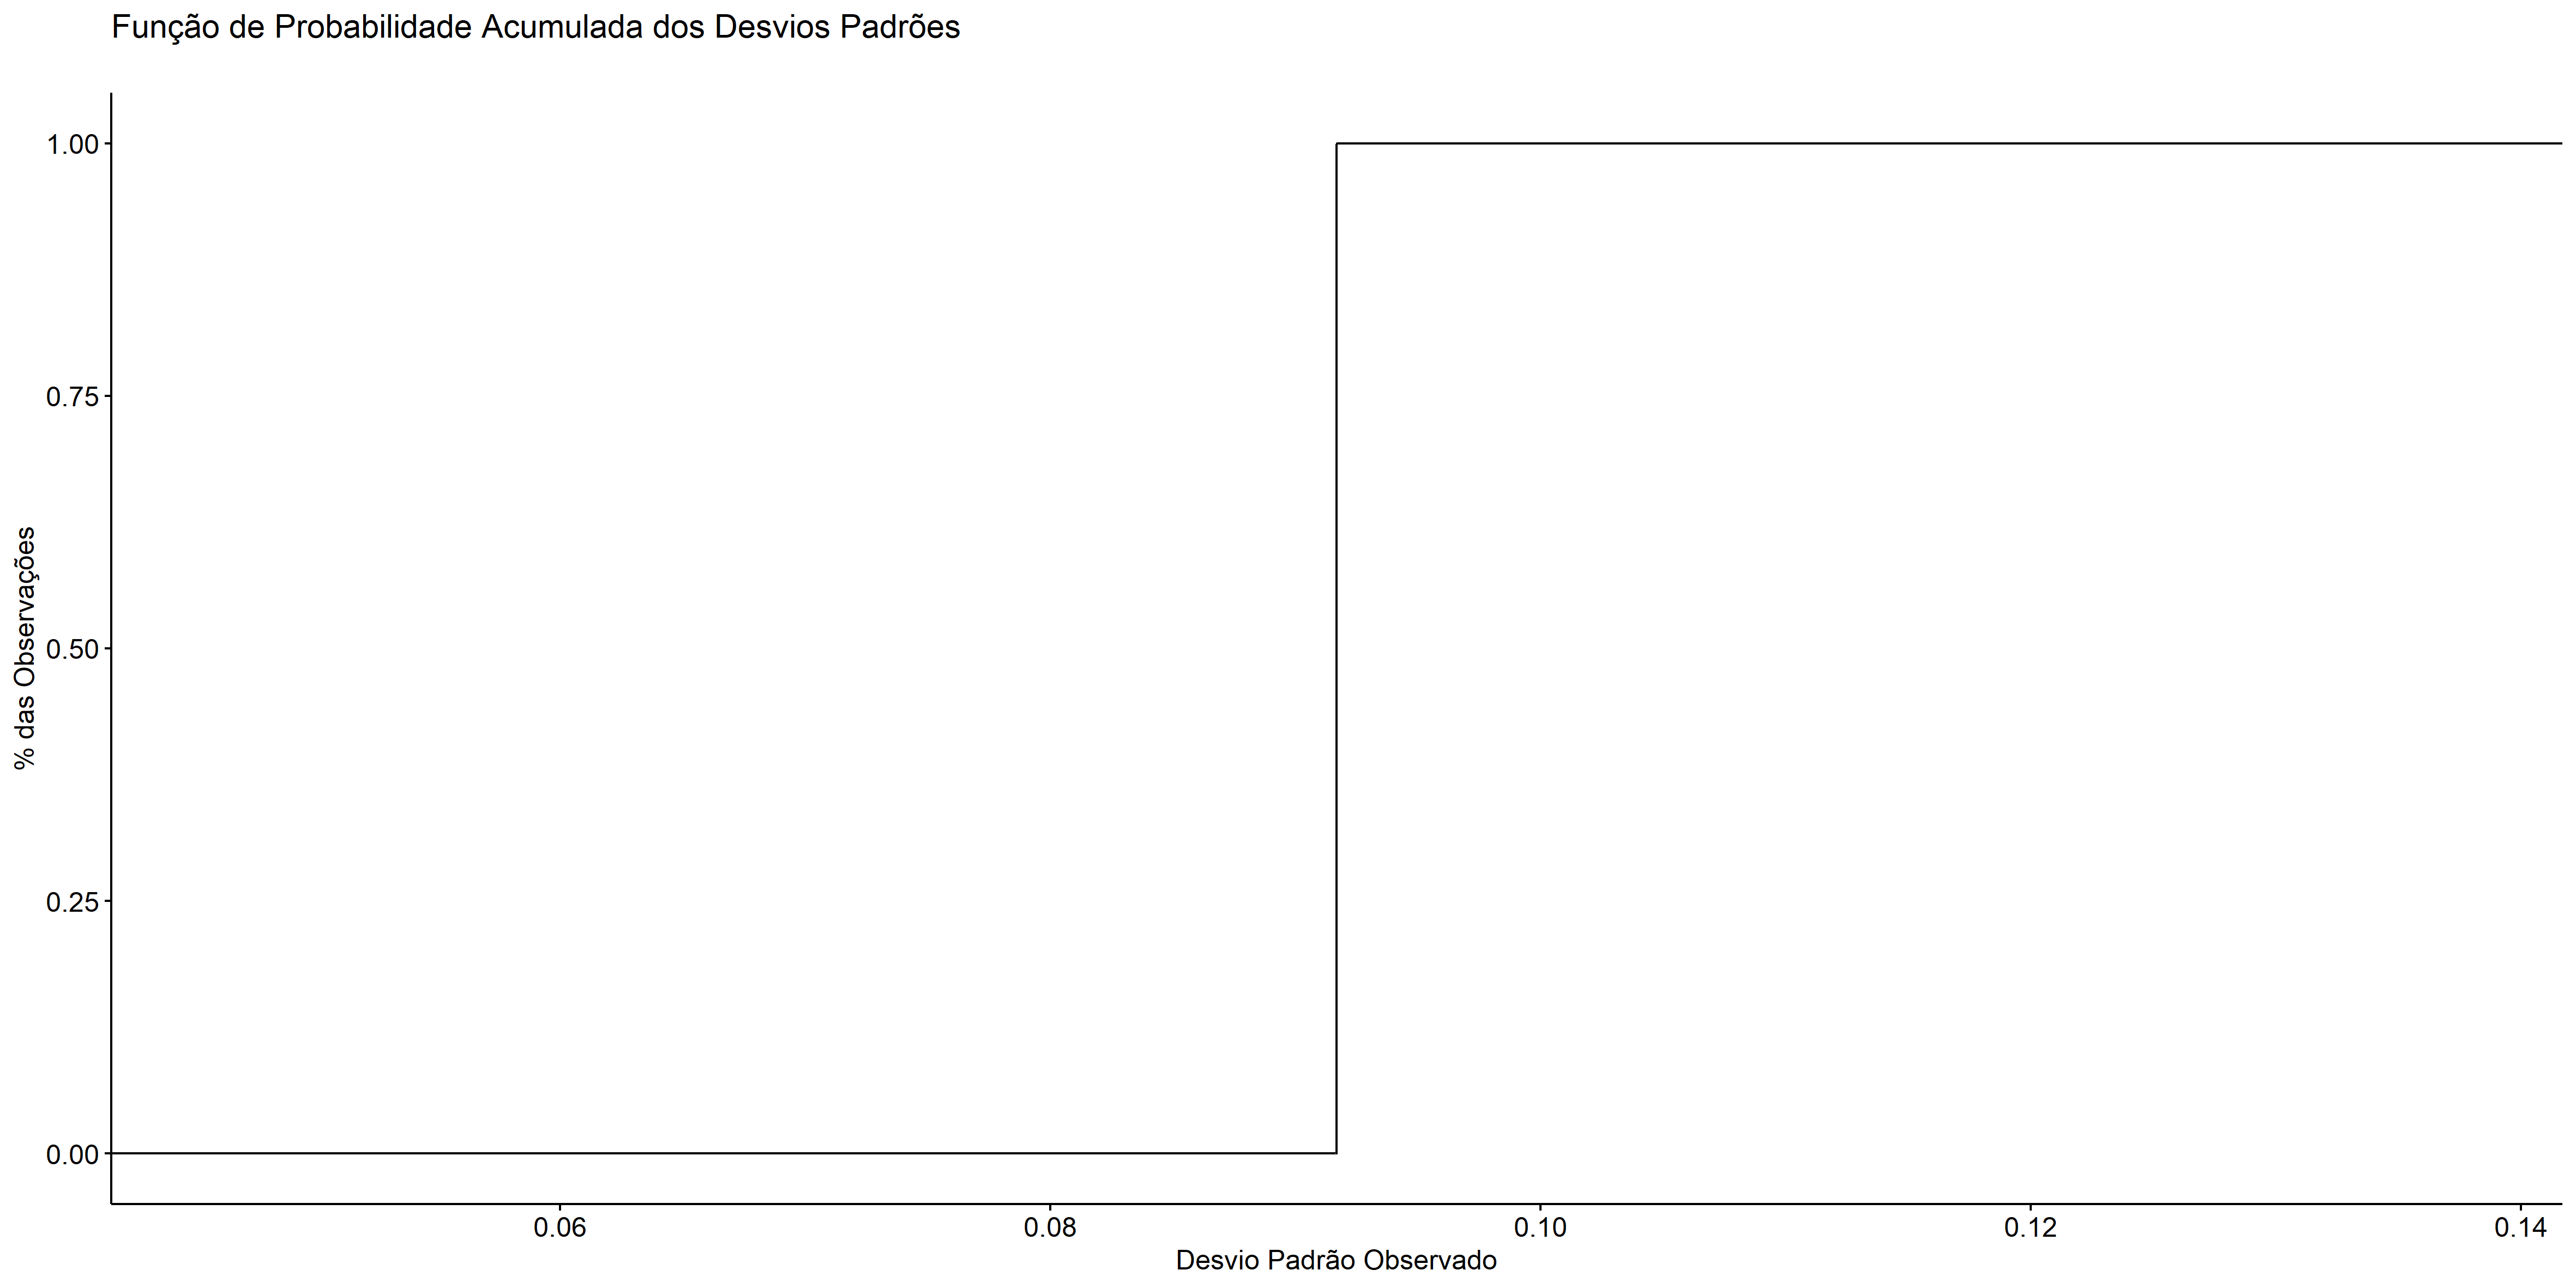 Função de Probabilidade Acumulada dos Desvios Padrões
1.00
0.75
0.50
0.25
0.00
% das Observações
0.06 0.08 0.10 0.12 0.14
Desvio Padrão Observado